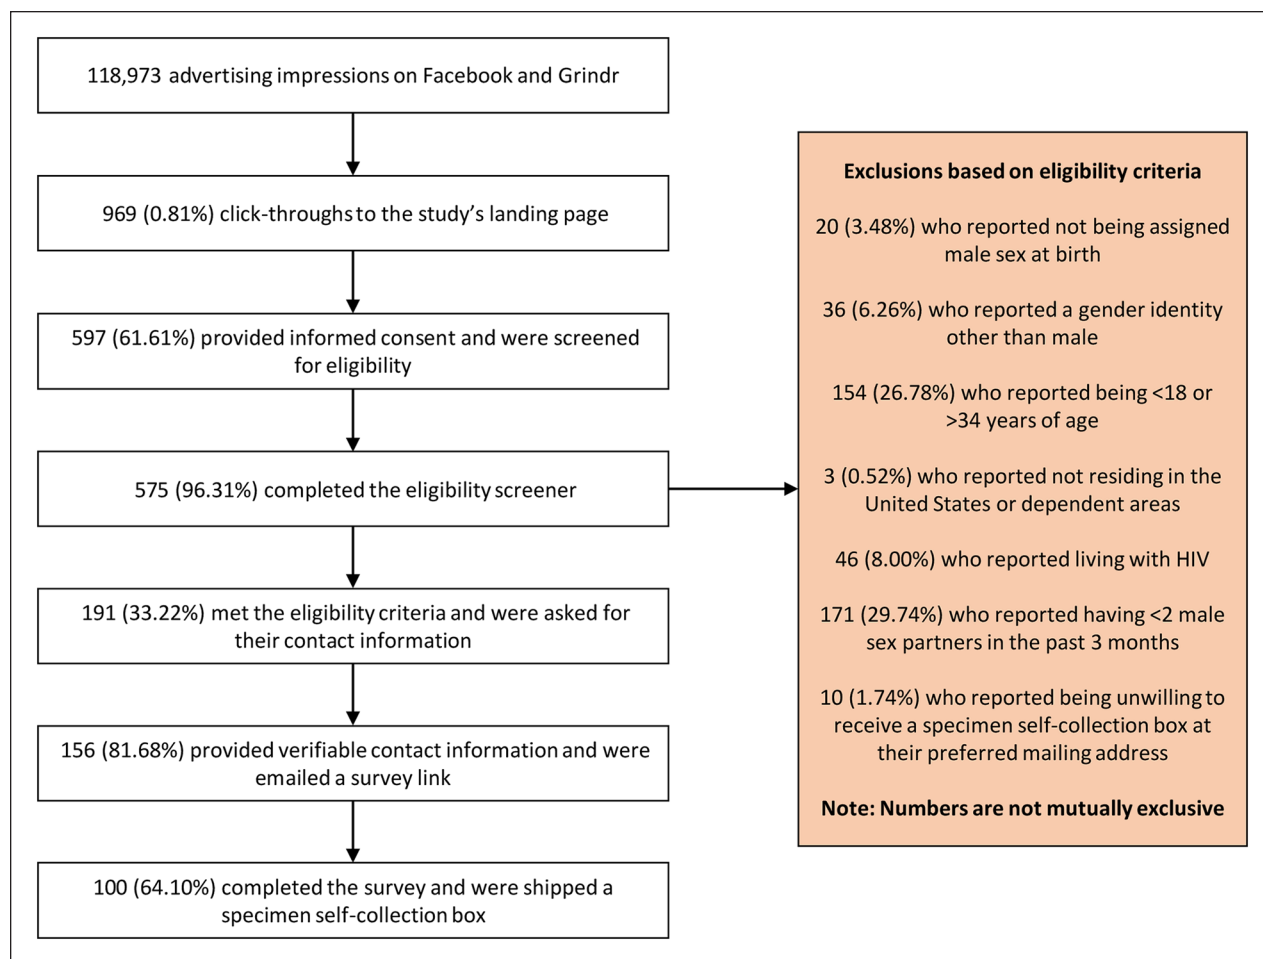 118,973 advertising impressions on Facebook and Grindr
969 (0.81%) click-throughs to the study's landing page
597 (61.61%) provided informed consent and were screened
for eligibility
575 (96.31%) completed the eligibility screener
191 (33.22%) met the eligibility criteria and were asked for
their contact information
156 (81.68%) provided verifiable contact information and were
emailed a survey link
100 (64.10%) completed the survey and were shipped a
specimen self-collection box
Exclusions based on eligibility criteria
20 (3.48%) who reported not being assigned
male sex at birth
36 (6.26%) who reported a gender identity
other than male
154 (26.78%) who reported being <18 or
>34 years of age
3 (0.52%) who reported not residing in the
United States or dependent areas
46 (8.00%) who reported living with HIV
171 (29.74%) who reported having <2 male
sex partners in the past 3 months
10 (1.74%) who reported being unwilling to
receive a specimen self-collection box at
their preferred mailing address
Note: Numbers are not mutually exclusive